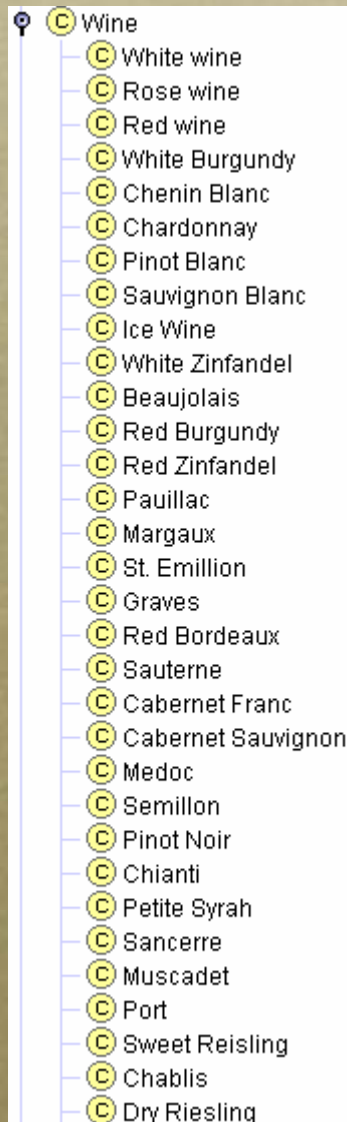 C Wine
C White wine
C Rose wine
C Red wine
C White Burgundy
C Chenin Blanc
C Chardonnay
C Pinot Blanc
C Sauvignon Blanc
C Ice Wine
C White Zinfandel
C Beaujolais
C Red Burgundy
C Red Zinfandel
C Pauillac
C Margaux
C St. Emillion
C Graves
C Red Bordeaux
C Sauterne
C Cabernet Franc
C Cabernet Sauvignon
C Medoc
C Semillon
C Pinot Noir
C Chianti
C Petite Syrah
C Sancerre
C Muscadet
C Port
C Sweet Reisling
C Chablis
C Dry Riesling